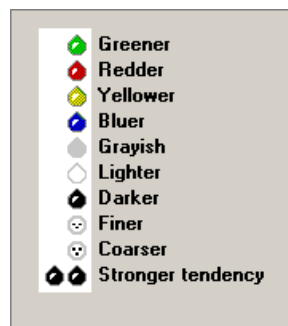 Greener
Redder
Yellower
Bluer
Grayish
Lighter
Darker
Finer
Coarser
Stronger tendency